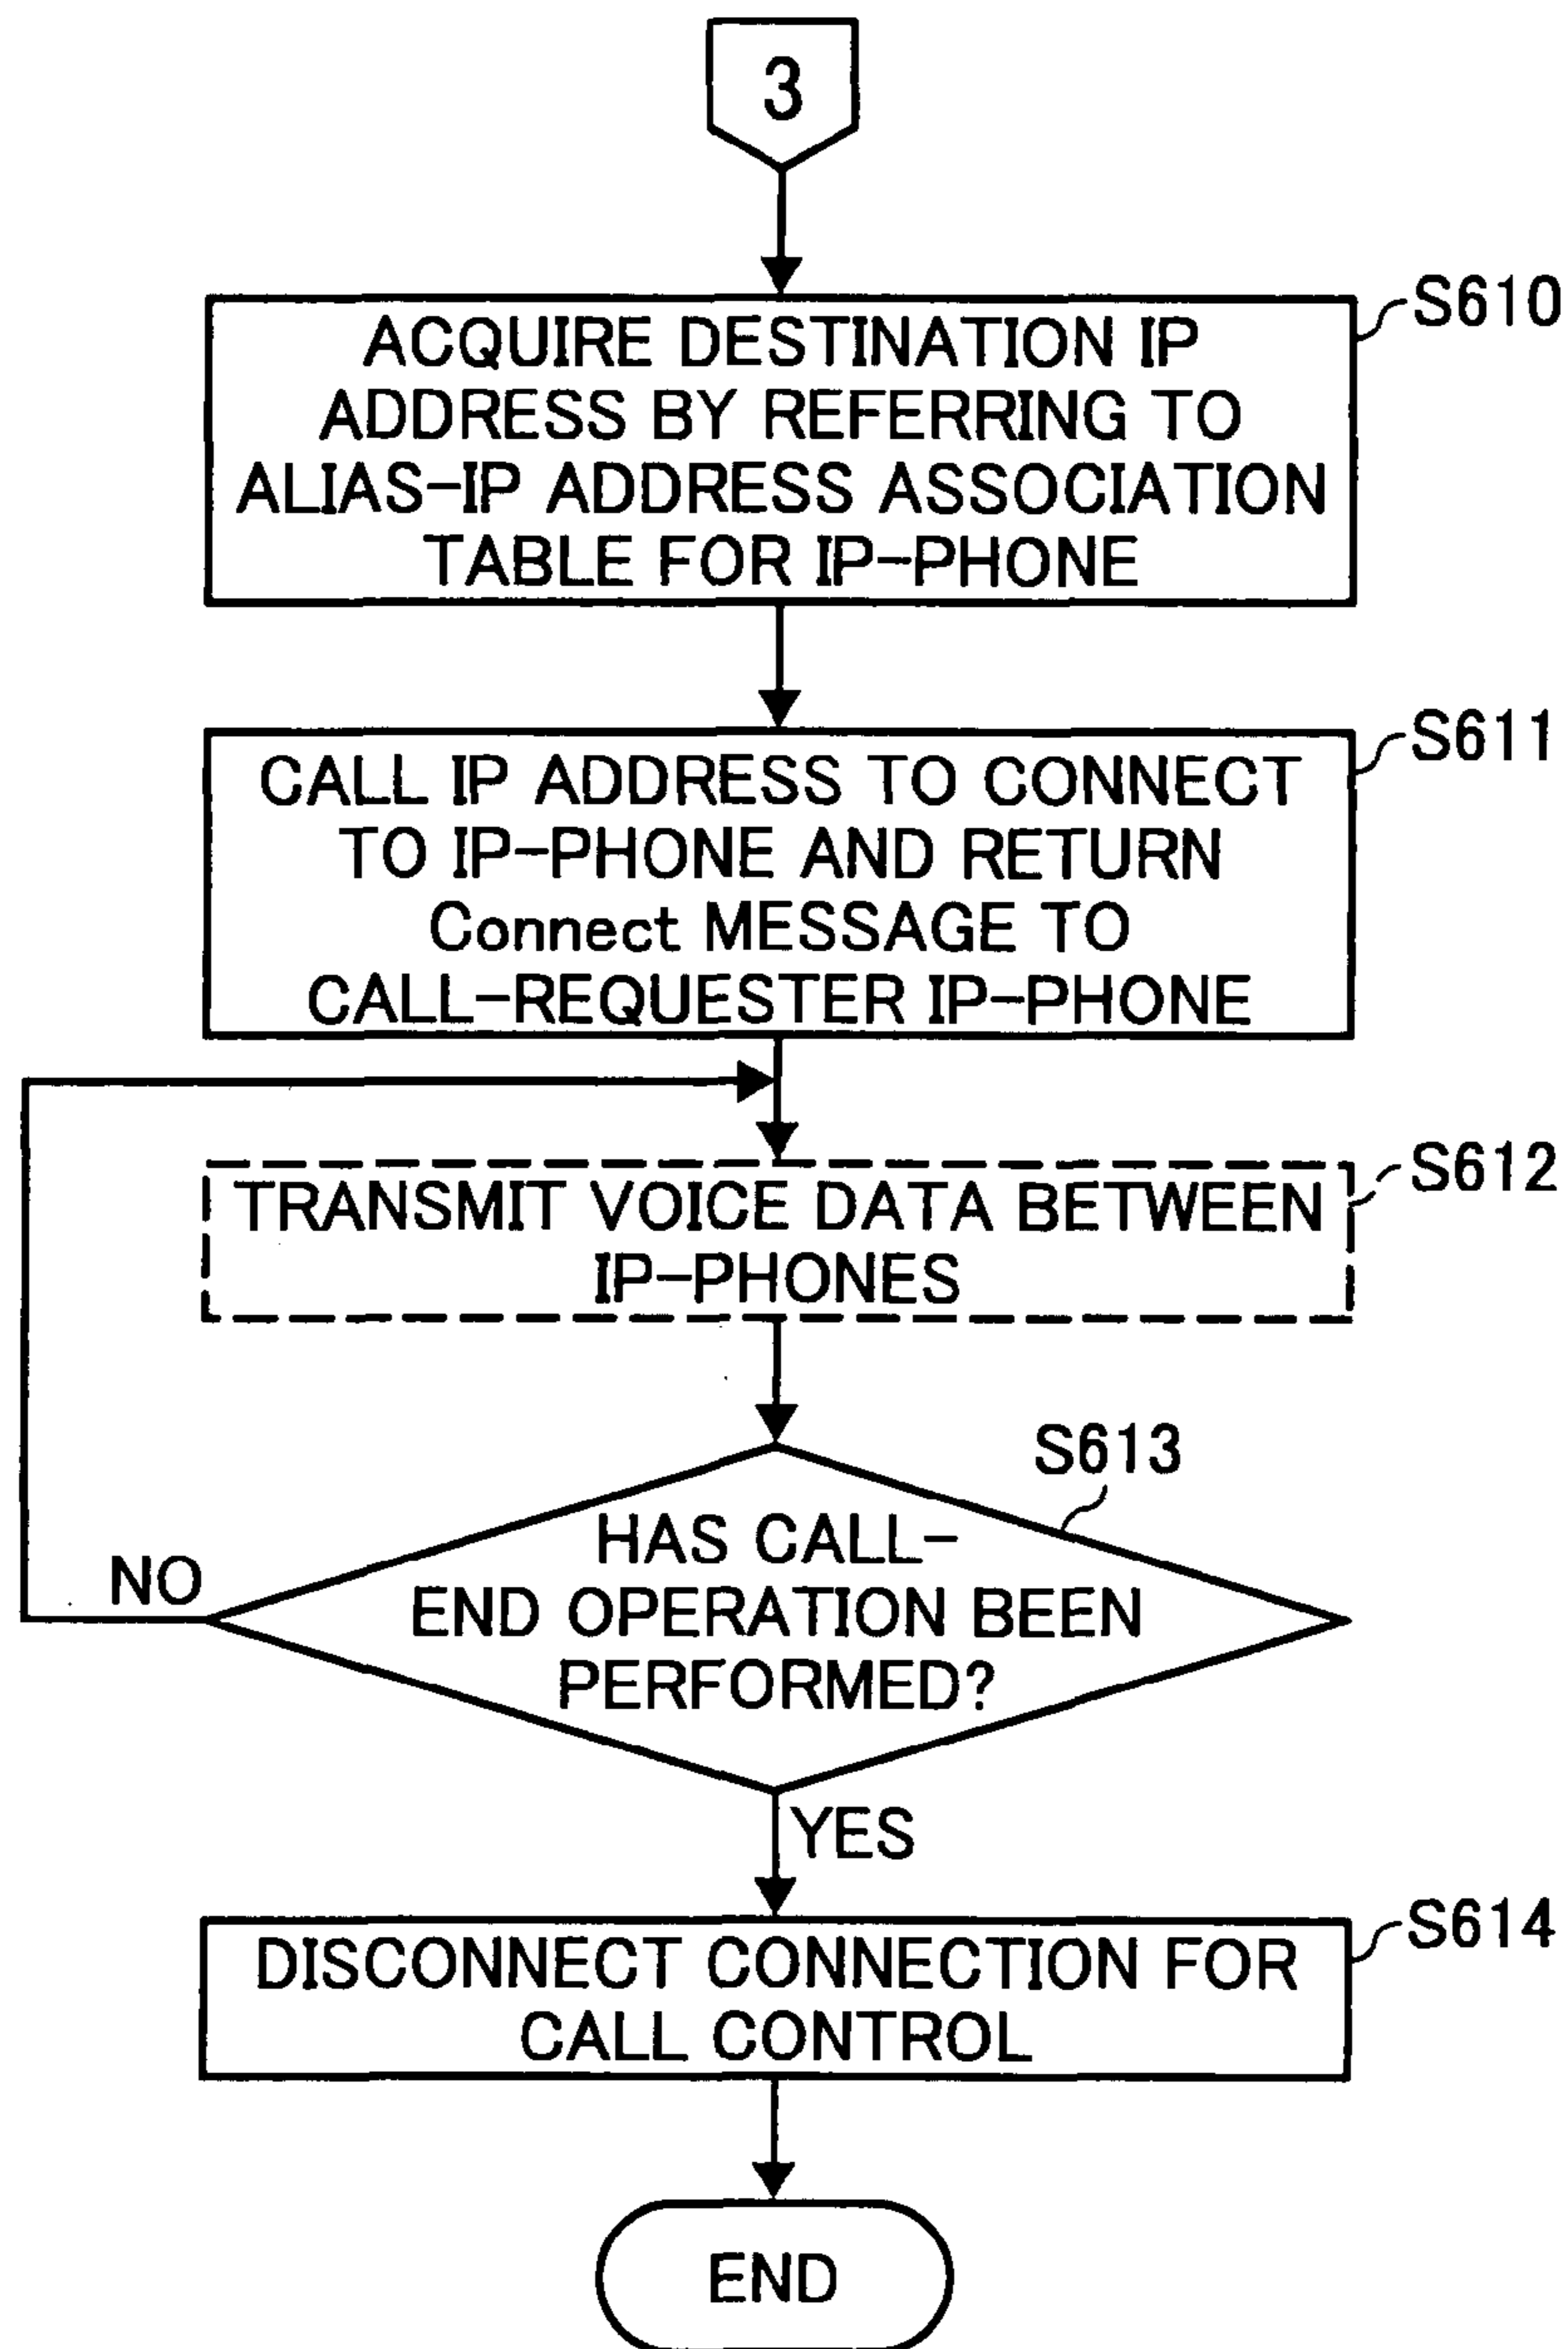 3
S610
ACQUIRE DESTINATION IP
ADDRESS BY REFERRING TO
ALIAS-IP ADDRESS ASSOCIATION
TABLE FOR IP-PHONE
S611
CALL IP ADDRESS TO CONNECT
TO IP-PHONE AND RETURN
Connect MESSAGE TO
CALL-REQUESTER IP-PHONE
S612
TRANSMIT VOICE DATA BETWEEN
IP-PHONES
S613
HAS CALL-
END OPERATION BEEN
PERFORMED?
NO
YES
S614
DISCONNECT CONNECTION FOR
CALL CONTROL
END